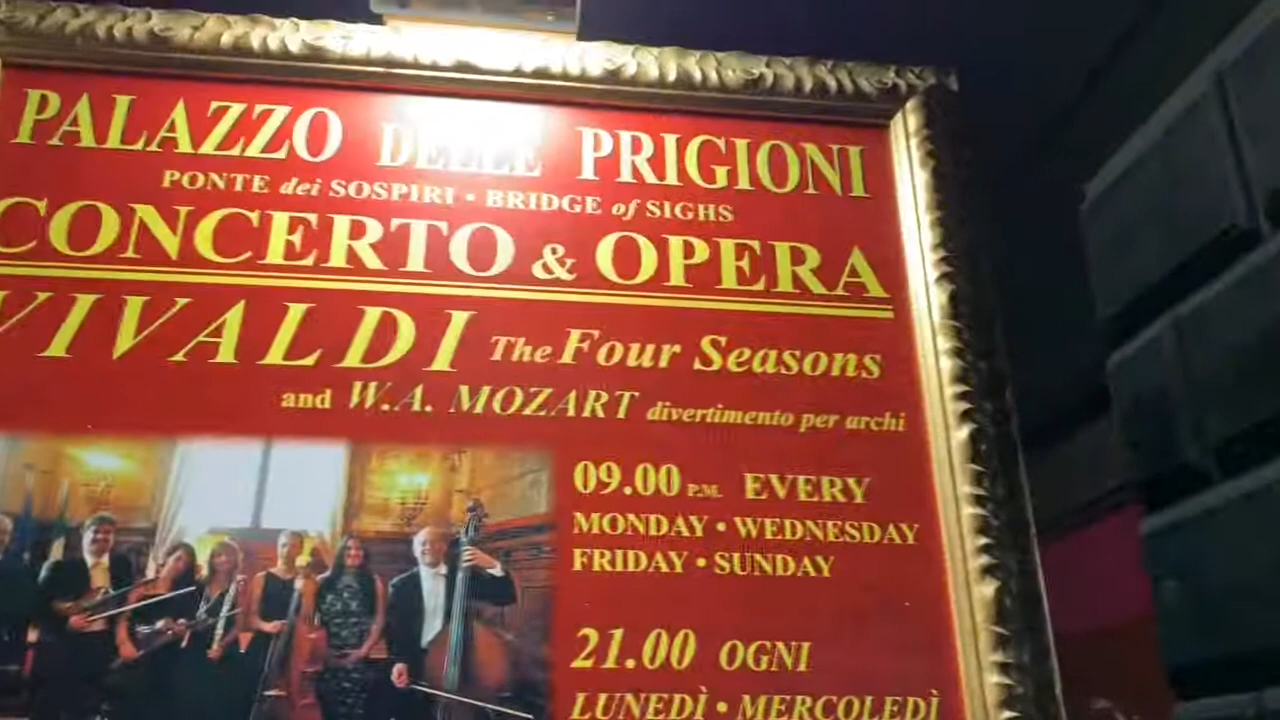 PALAZZO DELLE PRIGIONI
PONTE dei SOSPIRI • BRIDGE of SIGHS
CONCERTO & OPERA
VIVALDI The Four Seasons
and W.A. MOZART divertimento per archi
09.00 P.M. EVERY
MONDAY • WEDNESDAY
FRIDAY • SUNDAY
21.00 OGNI
LUNEDÌ • MERCOLEDÌ